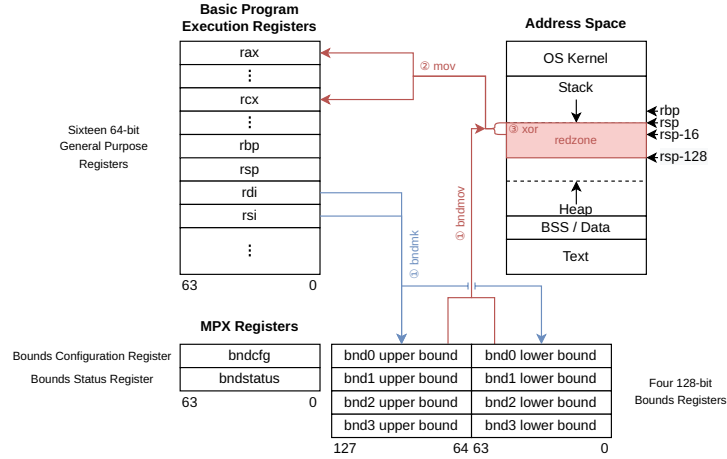 Basic Program
Execution Registers
rax
⋮
rcx
⋮
rbp
rsp
rdi
rsi
⋮
63 0
Sixteen 64-bit
General Purpose
Registers
② mov
① bndmk
① bndmov
③ xor
Address Space
OS Kernel
Stack
redzone
Heap
BSS / Data
Text
rbp
rsp
rsp-16
rsp-128
MPX Registers
Bounds Configuration Register
bndcfg
Bounds Status Register
bndstatus
63 0
bnd0 upper bound bnd0 lower bound
bnd1 upper bound bnd1 lower bound
bnd2 upper bound bnd2 lower bound
bnd3 upper bound bnd3 lower bound
127 64 63 0
Four 128-bit
Bounds Registers